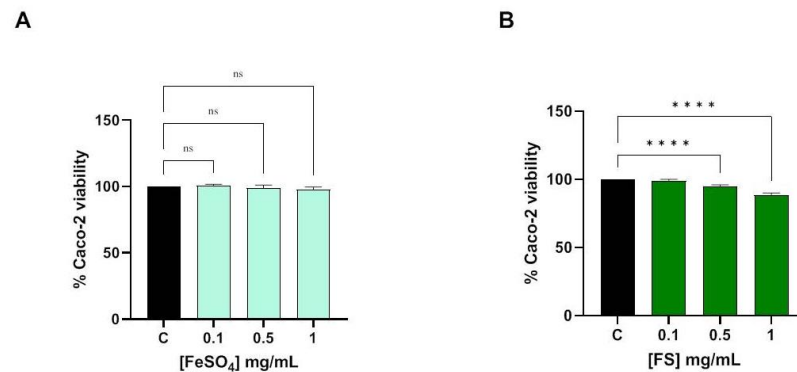 A
ns
ns
ns
150
100
50
0
% Caco-2 viability
C 0.1 0.5 1
[FeSO₄] mg/mL
B
****
****
150
100
50
0
% Caco-2 viability
C 0.1 0.5 1
[FS] mg/mL